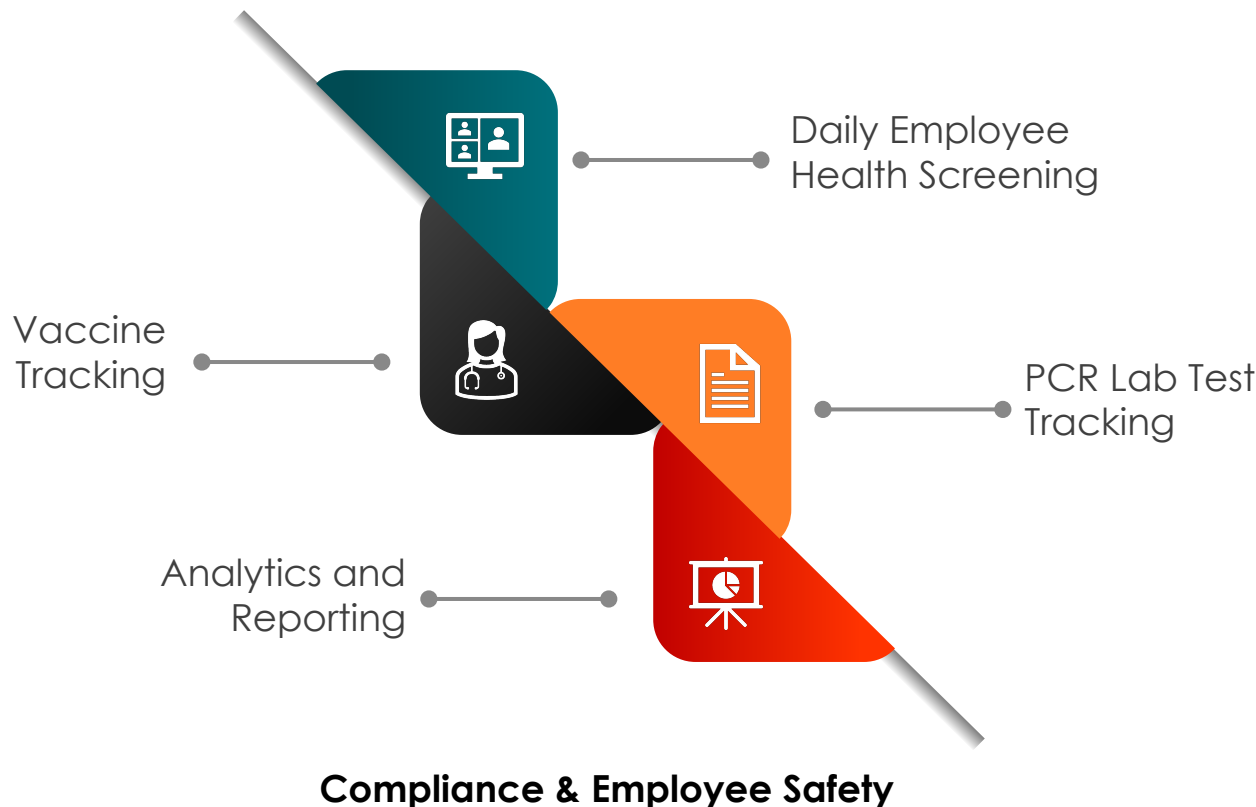 Daily Employee
Health Screening
Vaccine
Tracking
PCR Lab Test
Tracking
Analytics and
Reporting
Compliance & Employee Safety